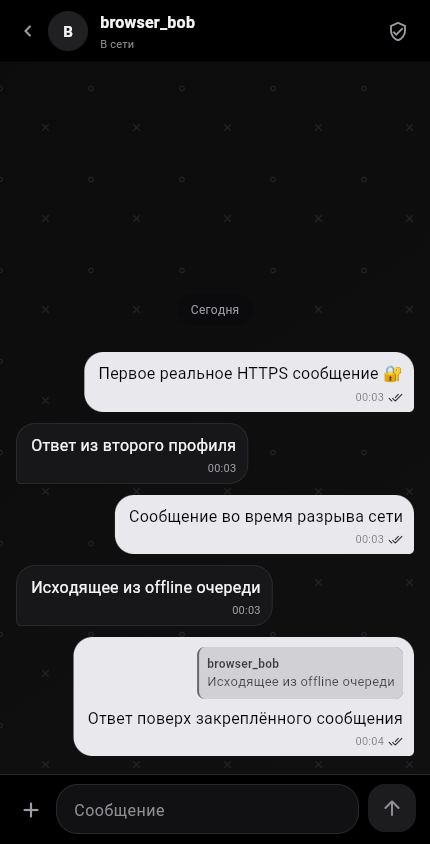 B
browser_bob
В сети
Сегодня
Первое реальное HTTPS сообщение 🔐
00:03
Ответ из второго профиля
00:03
Сообщение во время разрыва сети
00:03
Исходящее из offline очереди
00:03
browser_bob
Исходящее из offline очереди
Ответ поверх закреплённого сообщения
00:04
Сообщение